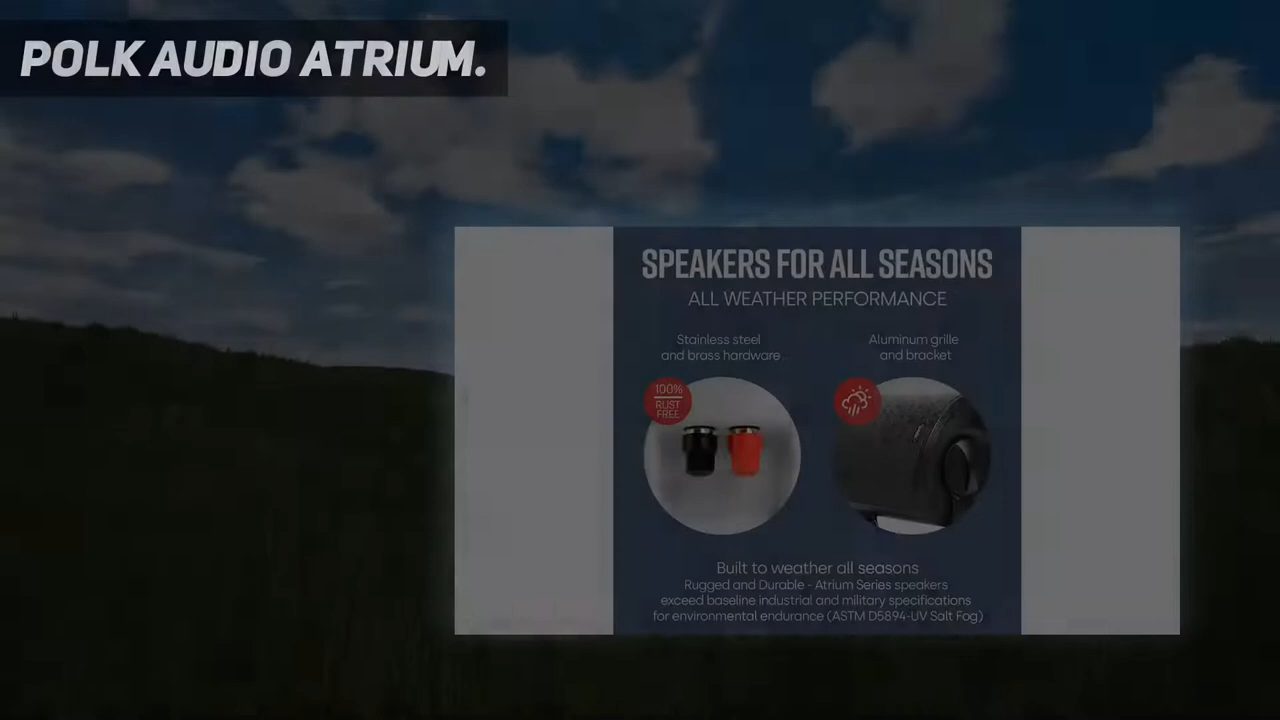 POLK AUDIO ATRIUM.
SPEAKERS FOR ALL SEASONS
ALL WEATHER PERFORMANCE
Stainless steel
and brass hardware
Aluminum grille
and bracket
100%
RUST
FREE
Built to weather all seasons
Rugged and Durable - Atrium Series speakers
exceed baseline industrial and military specifications
for environmental endurance (ASTM D5894-UV Salt Fog)